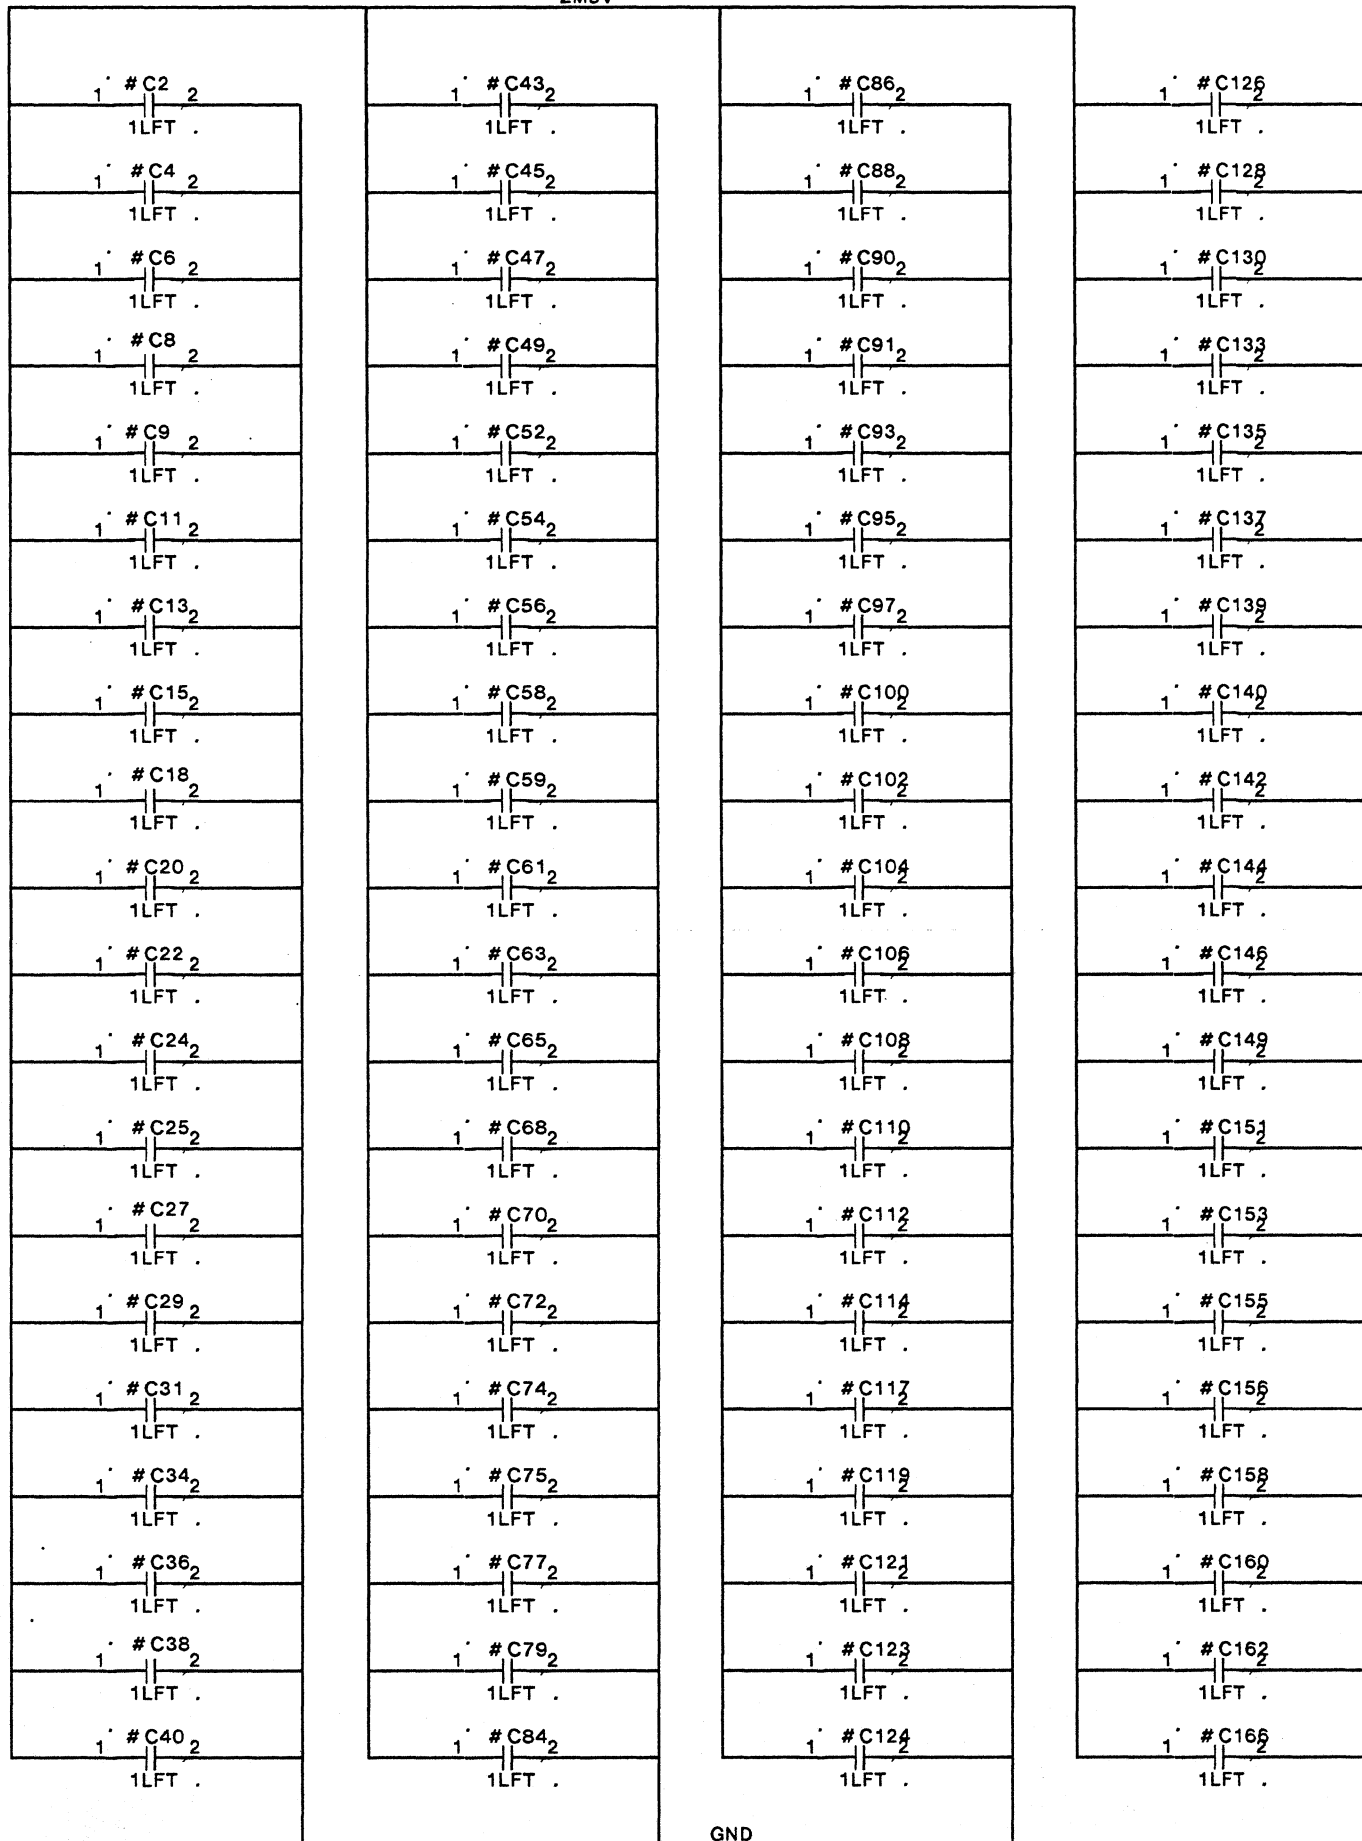 #C2 #C43 #C86 #C126
1 2 1 2 1 2 1 2
1LFT . 1LFT . 1LFT . 1LFT .
#C4 #C45 #C88 #C128
1 2 1 2 1 2 1 2
1LFT . 1LFT . 1LFT . 1LFT .
#C6 #C47 #C90 #C130
1 2 1 2 1 2 1 2
1LFT . 1LFT . 1LFT . 1LFT .
#C8 #C49 #C91 #C133
1 2 1 2 1 2 1 2
1LFT . 1LFT . 1LFT . 1LFT .
#C9 #C52 #C93 #C135
1 2 1 2 1 2 1 2
1LFT . 1LFT . 1LFT . 1LFT .
#C11 #C54 #C95 #C137
1 2 1 2 1 2 1 2
1LFT . 1LFT . 1LFT . 1LFT .
#C13 #C56 #C97 #C139
1 2 1 2 1 2 1 2
1LFT . 1LFT . 1LFT . 1LFT .
#C15 #C58 #C100 #C140
1 2 1 2 1 2 1 2
1LFT . 1LFT . 1LFT . 1LFT .
#C18 #C59 #C102 #C142
1 2 1 2 1 2 1 2
1LFT . 1LFT . 1LFT . 1LFT .
#C20 #C61 #C104 #C144
1 2 1 2 1 2 1 2
1LFT . 1LFT . 1LFT . 1LFT .
#C22 #C63 #C106 #C146
1 2 1 2 1 2 1 2
1LFT . 1LFT . 1LFT . 1LFT .
#C24 #C65 #C108 #C149
1 2 1 2 1 2 1 2
1LFT . 1LFT . 1LFT . 1LFT .
#C25 #C68 #C110 #C151
1 2 1 2 1 2 1 2
1LFT . 1LFT . 1LFT . 1LFT .
#C27 #C70 #C112 #C153
1 2 1 2 1 2 1 2
1LFT . 1LFT . 1LFT . 1LFT .
#C29 #C72 #C114 #C155
1 2 1 2 1 2 1 2
1LFT . 1LFT . 1LFT . 1LFT .
#C31 #C74 #C117 #C156
1 2 1 2 1 2 1 2
1LFT . 1LFT . 1LFT . 1LFT .
#C34 #C75 #C119 #C158
1 2 1 2 1 2 1 2
1LFT . 1LFT . 1LFT . 1LFT .
#C36 #C77 #C121 #C160
1 2 1 2 1 2 1 2
1LFT . 1LFT . 1LFT . 1LFT .
#C38 #C79 #C123 #C162
1 2 1 2 1 2 1 2
1LFT . 1LFT . 1LFT . 1LFT .
#C40 #C84 #C124 #C166
1 2 1 2 1 2 1 2
1LFT . 1LFT . 1LFT . 1LFT .
GND